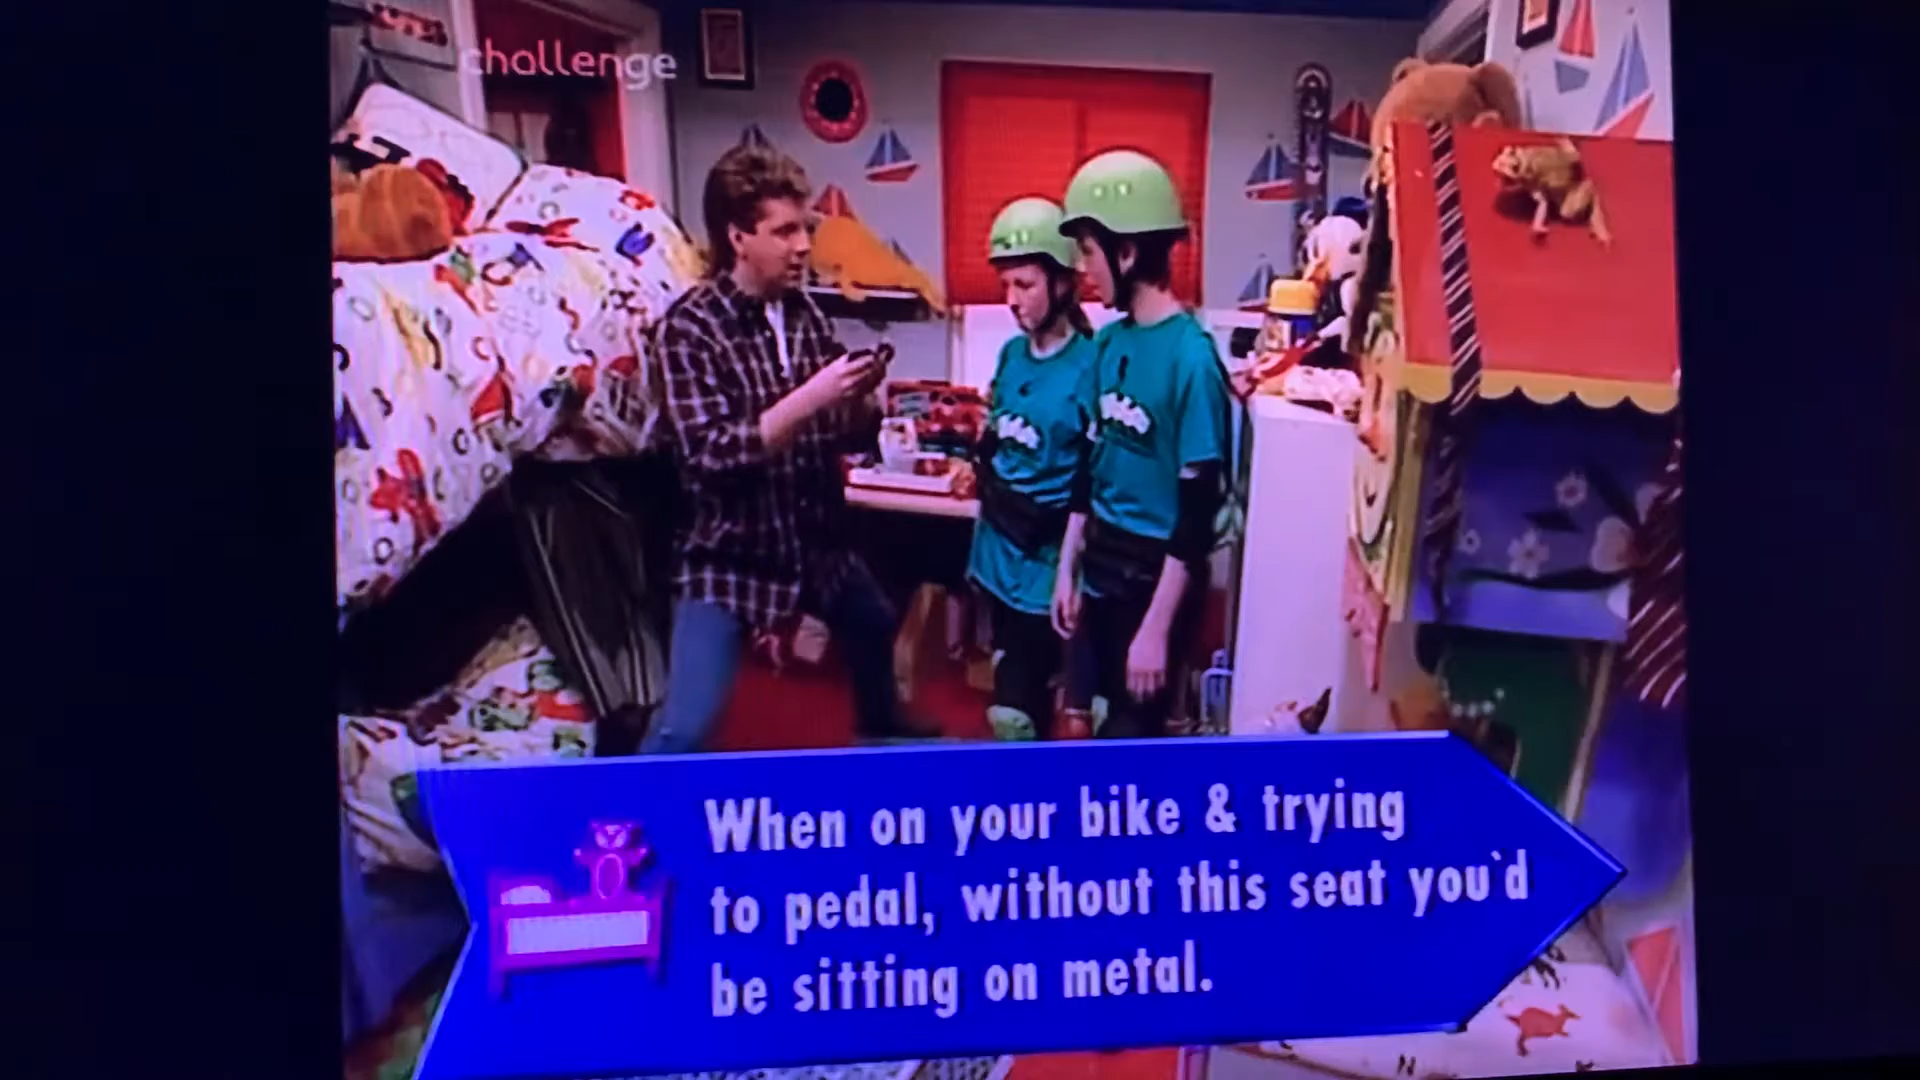 challenge
When on your bike & trying
to pedal, without this seat you'd
be sitting on metal.